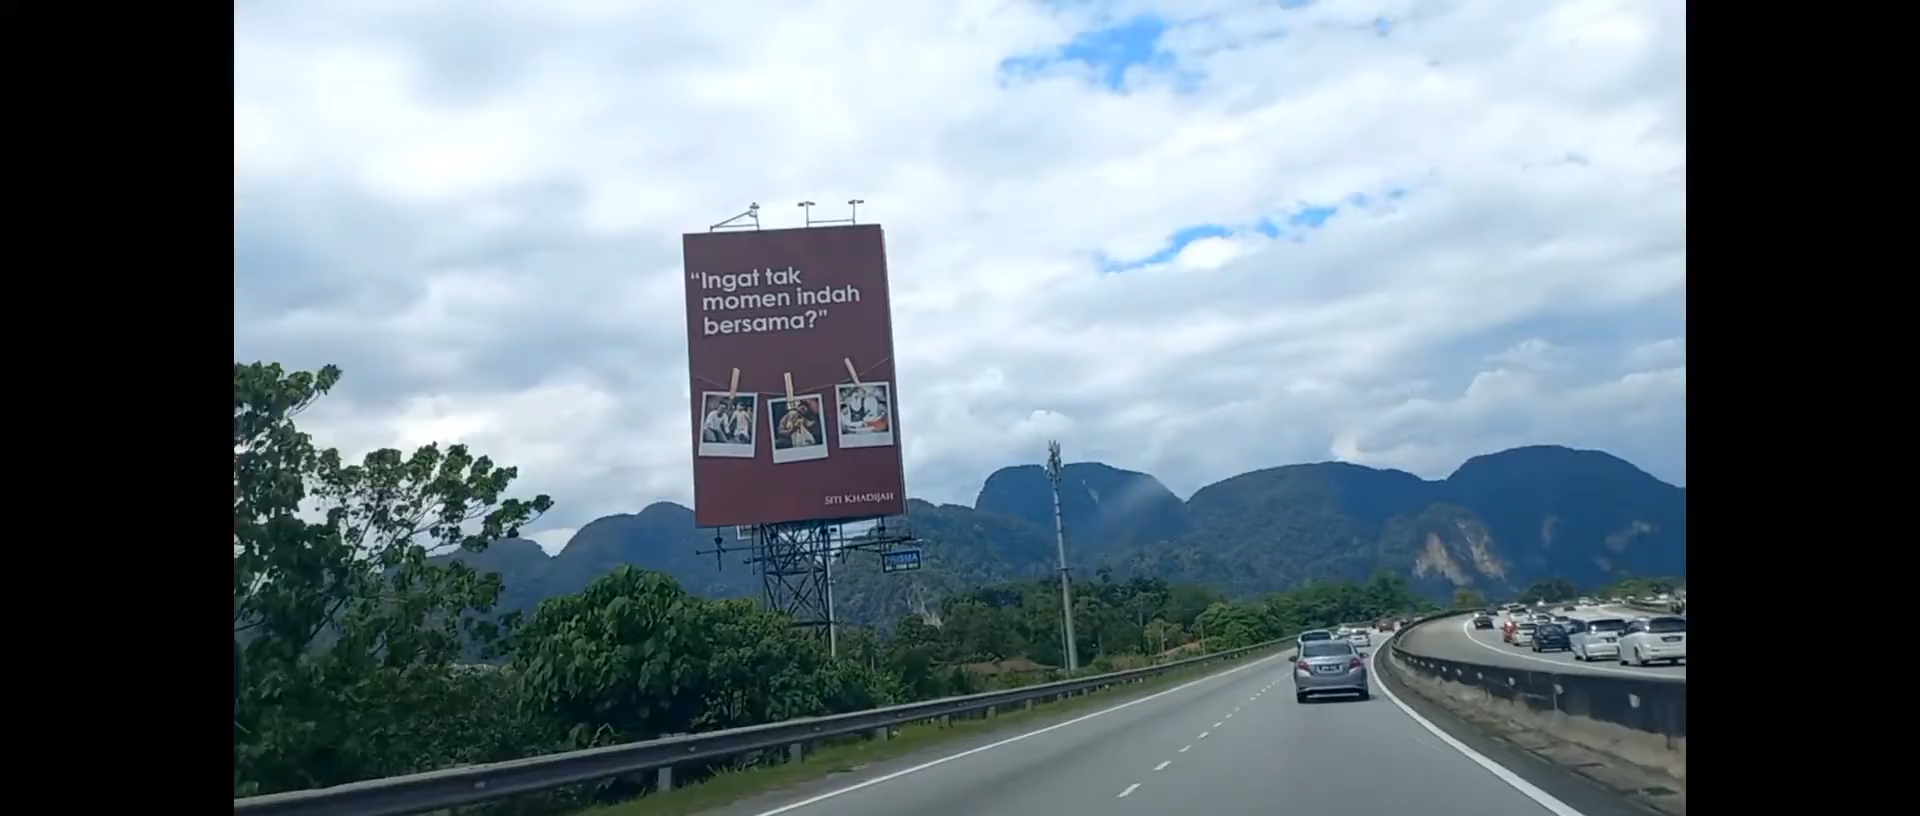 “Ingat tak
momen indah
bersama?”
SITI KHADIJAH